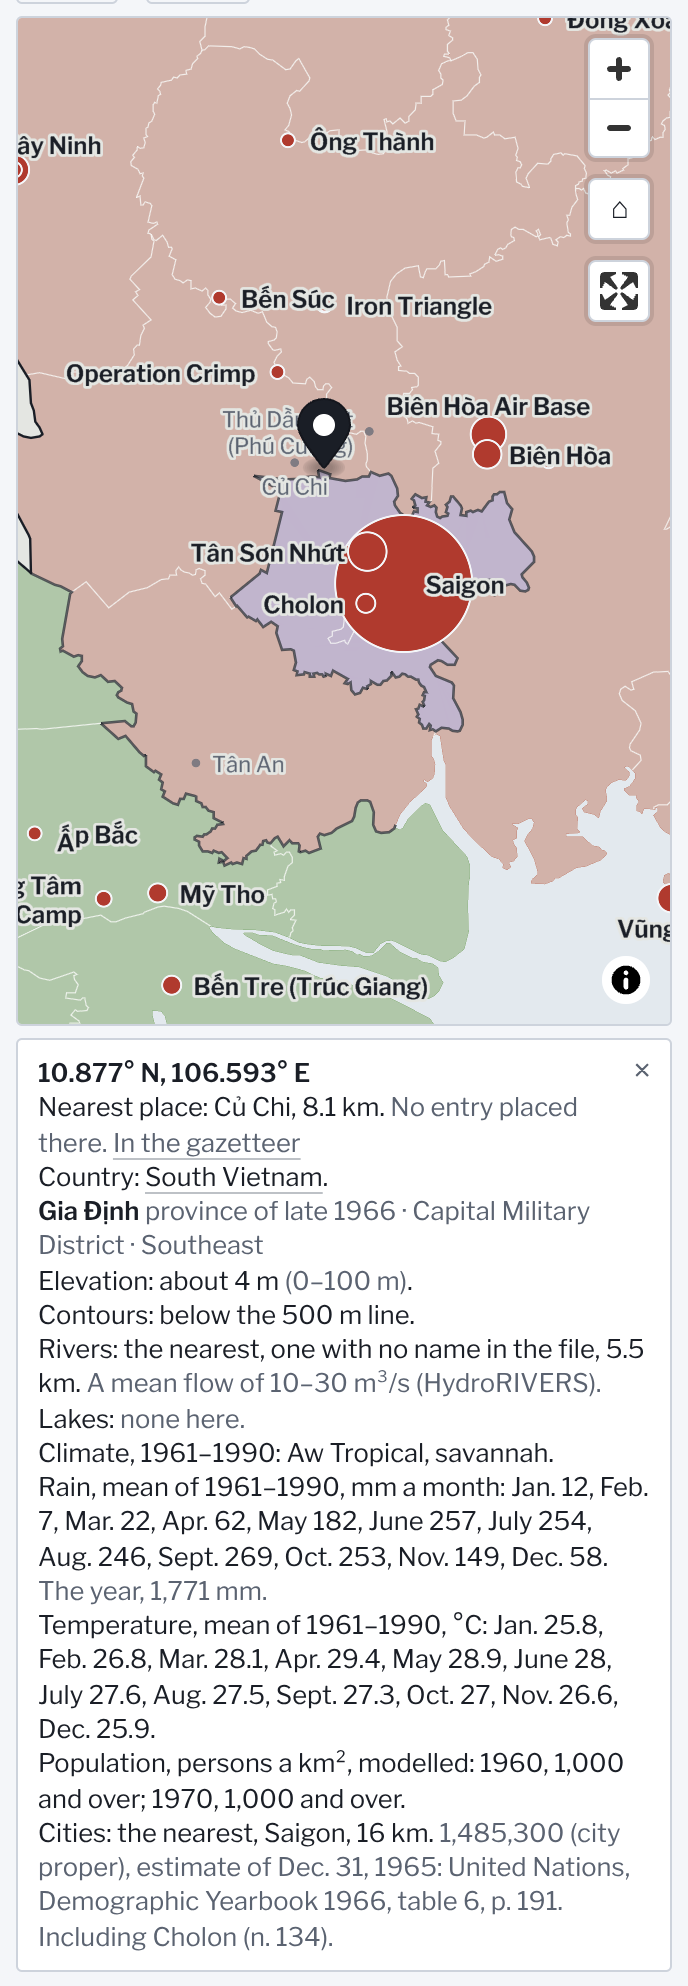 Đồng Xoà
+
ây Ninh
Ông Thành
−
Bến Súc
Iron Triangle
Operation Crimp
Biên Hòa Air Base
Thủ Dầ
(Phú Cư g)
Biên Hòa
Củ Chi
Tân Sơn Nhứt
Saigon
Cholon
Tân An
Ấp Bắc
g Tâm
Camp
Mỹ Tho
Vũng
Bến Tre (Trúc Giang)
10.877° N, 106.593° E
×
Nearest place: Củ Chi, 8.1 km. No entry placed
there. In the gazetteer
Country: South Vietnam.
Gia Định province of late 1966 · Capital Military
District · Southeast
Elevation: about 4 m (0–100 m).
Contours: below the 500 m line.
Rivers: the nearest, one with no name in the file, 5.5
km. A mean flow of 10–30 m³/s (HydroRIVERS).
Lakes: none here.
Climate, 1961–1990: Aw Tropical, savannah.
Rain, mean of 1961–1990, mm a month: Jan. 12, Feb.
7, Mar. 22, Apr. 62, May 182, June 257, July 254,
Aug. 246, Sept. 269, Oct. 253, Nov. 149, Dec. 58.
The year, 1,771 mm.
Temperature, mean of 1961–1990, °C: Jan. 25.8,
Feb. 26.8, Mar. 28.1, Apr. 29.4, May 28.9, June 28,
July 27.6, Aug. 27.5, Sept. 27.3, Oct. 27, Nov. 26.6,
Dec. 25.9.
Population, persons a km², modelled: 1960, 1,000
and over; 1970, 1,000 and over.
Cities: the nearest, Saigon, 16 km. 1,485,300 (city
proper), estimate of Dec. 31, 1965: United Nations,
Demographic Yearbook 1966, table 6, p. 191.
Including Cholon (n. 134).